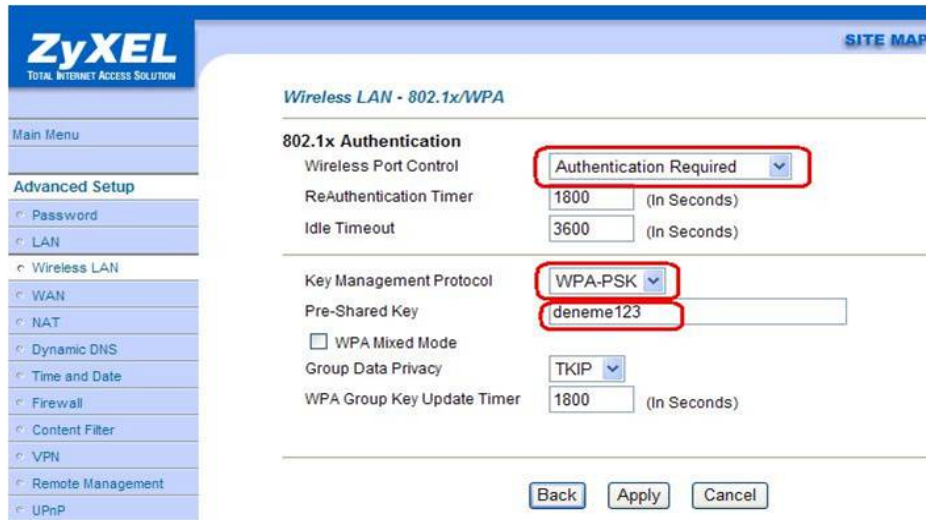 ZyXEL
TOTAL INTERNET ACCESS SOLUTION
SITE MAP
Wireless LAN - 802.1x/WPA
Main Menu
Advanced Setup
Password
LAN
Wireless LAN
WAN
NAT
Dynamic DNS
Time and Date
Firewall
Content Filter
VPN
Remote Management
UPnP
802.1x Authentication
Wireless Port Control Authentication Required
ReAuthentication Timer 1800 (In Seconds)
Idle Timeout 3600 (In Seconds)
Key Management Protocol WPA-PSK
Pre-Shared Key deneme123
WPA Mixed Mode
Group Data Privacy TKIP
WPA Group Key Update Timer 1800 (In Seconds)
Back Apply Cancel